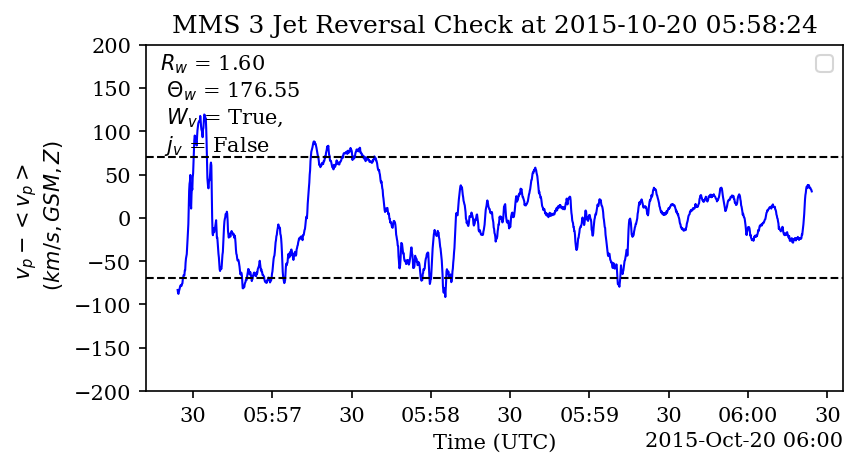 MMS 3 Jet Reversal Check at 2015-10-20 05:58:24
R_w = 1.60
Θ_w = 176.55
W_v = True,
j_v = False
v_p − < v_p >
(km/s, GSM, Z)
200
150
100
50
0
−50
−100
−150
−200
30 05:57 30 05:58 30 05:59 30 06:00 30
Time (UTC)
2015-Oct-20 06:00